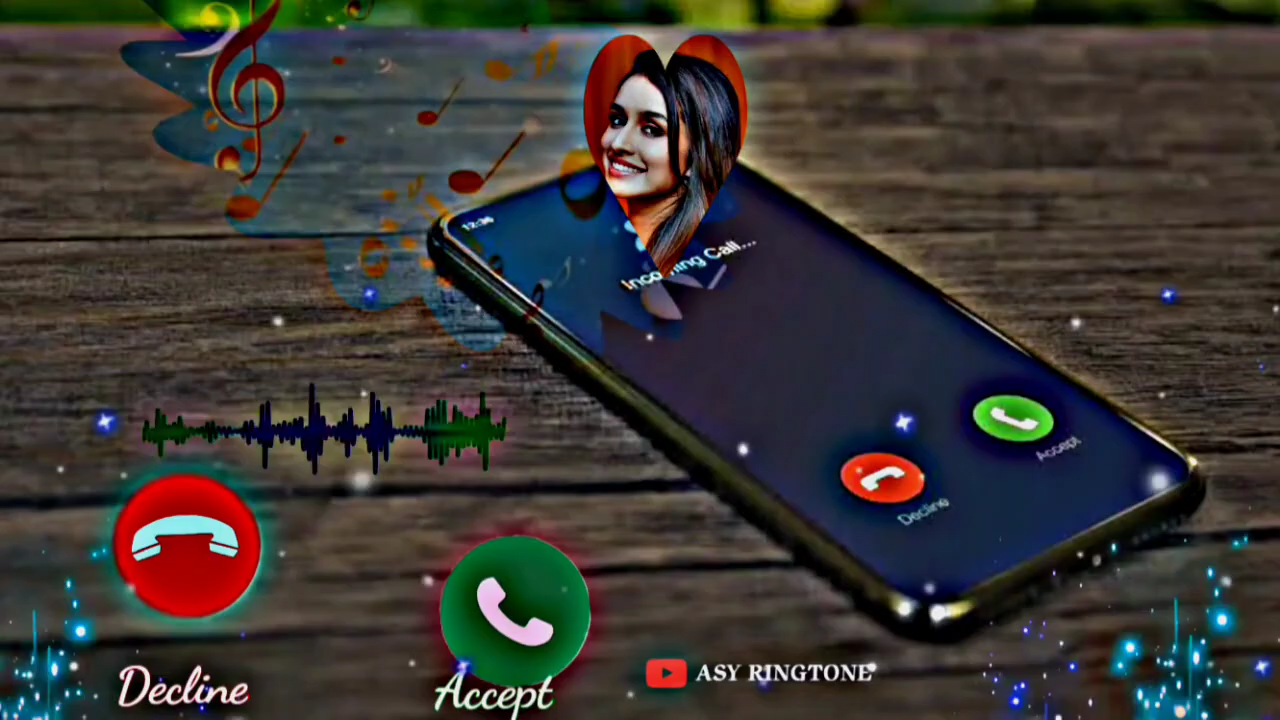 12:36
Incoming Call...
Accept
Decline
Decline
Accept
ASY RINGTONE